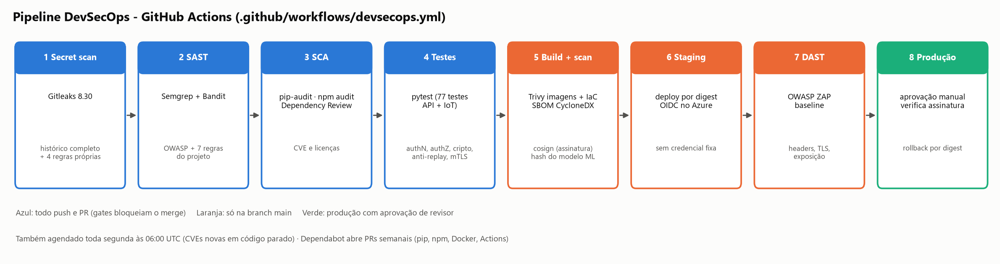 Pipeline DevSecOps - GitHub Actions (.github/workflows/devsecops.yml)
1 Secret scan
Gitleaks 8.30
histórico completo
+ 4 regras próprias
2 SAST
Semgrep + Bandit
OWASP + 7 regras
do projeto
3 SCA
pip-audit · npm audit
Dependency Review
CVE e licenças
4 Testes
pytest (77 testes
API + IoT)
authN, authZ, cripto,
anti-replay, mTLS
5 Build + scan
Trivy imagens + IaC
SBOM CycloneDX
cosign (assinatura)
hash do modelo ML
6 Staging
deploy por digest
OIDC no Azure
sem credencial fixa
7 DAST
OWASP ZAP
baseline
headers, TLS,
exposição
8 Produção
aprovação manual
verifica assinatura
rollback por digest
Azul: todo push e PR (gates bloqueiam o merge) Laranja: só na branch main Verde: produção com aprovação de revisor
Também agendado toda segunda às 06:00 UTC (CVEs novas em código parado) · Dependabot abre PRs semanais (pip, npm, Docker, Actions)